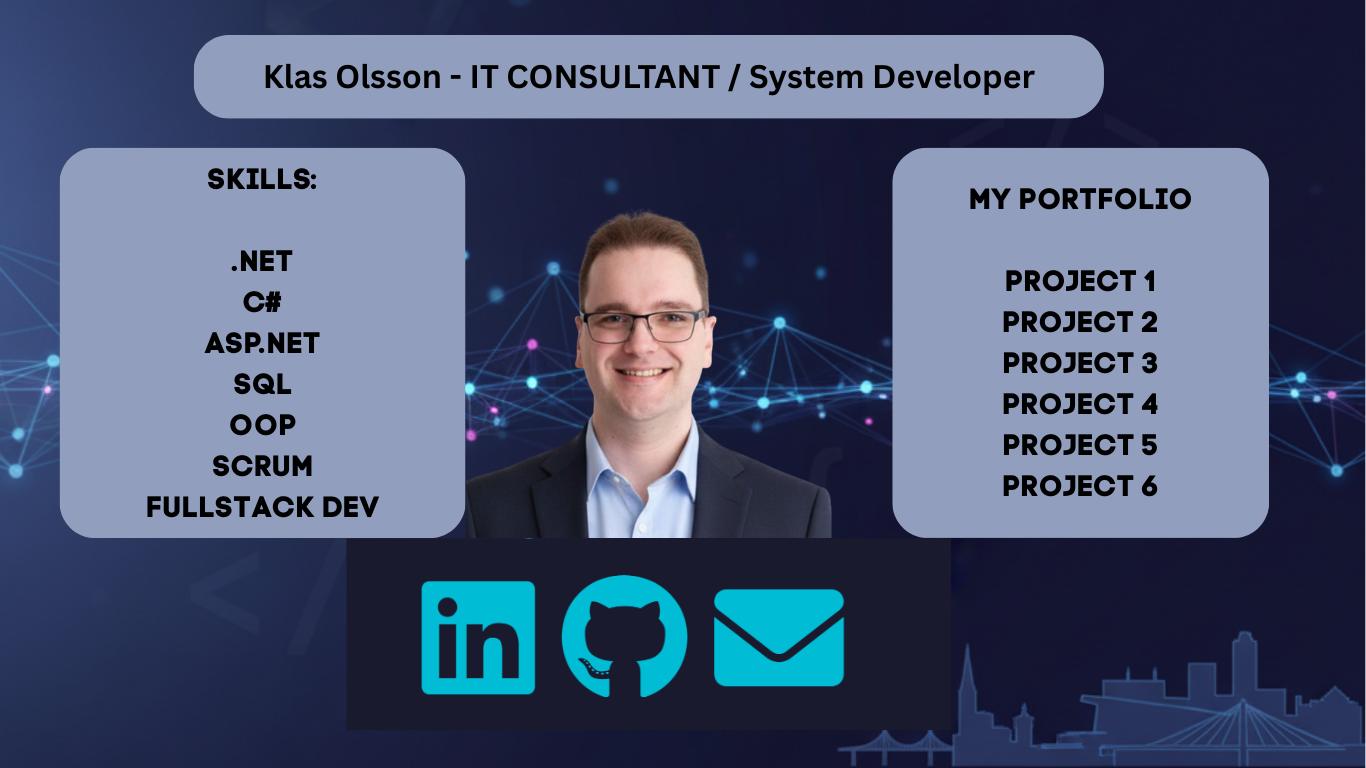 Klas Olsson - IT CONSULTANT / System Developer
SKILLS:
.NET
C#
ASP.NET
SQL
OOP
SCRUM
FULLSTACK DEV
MY PORTFOLIO
PROJECT 1
PROJECT 2
PROJECT 3
PROJECT 4
PROJECT 5
PROJECT 6
in